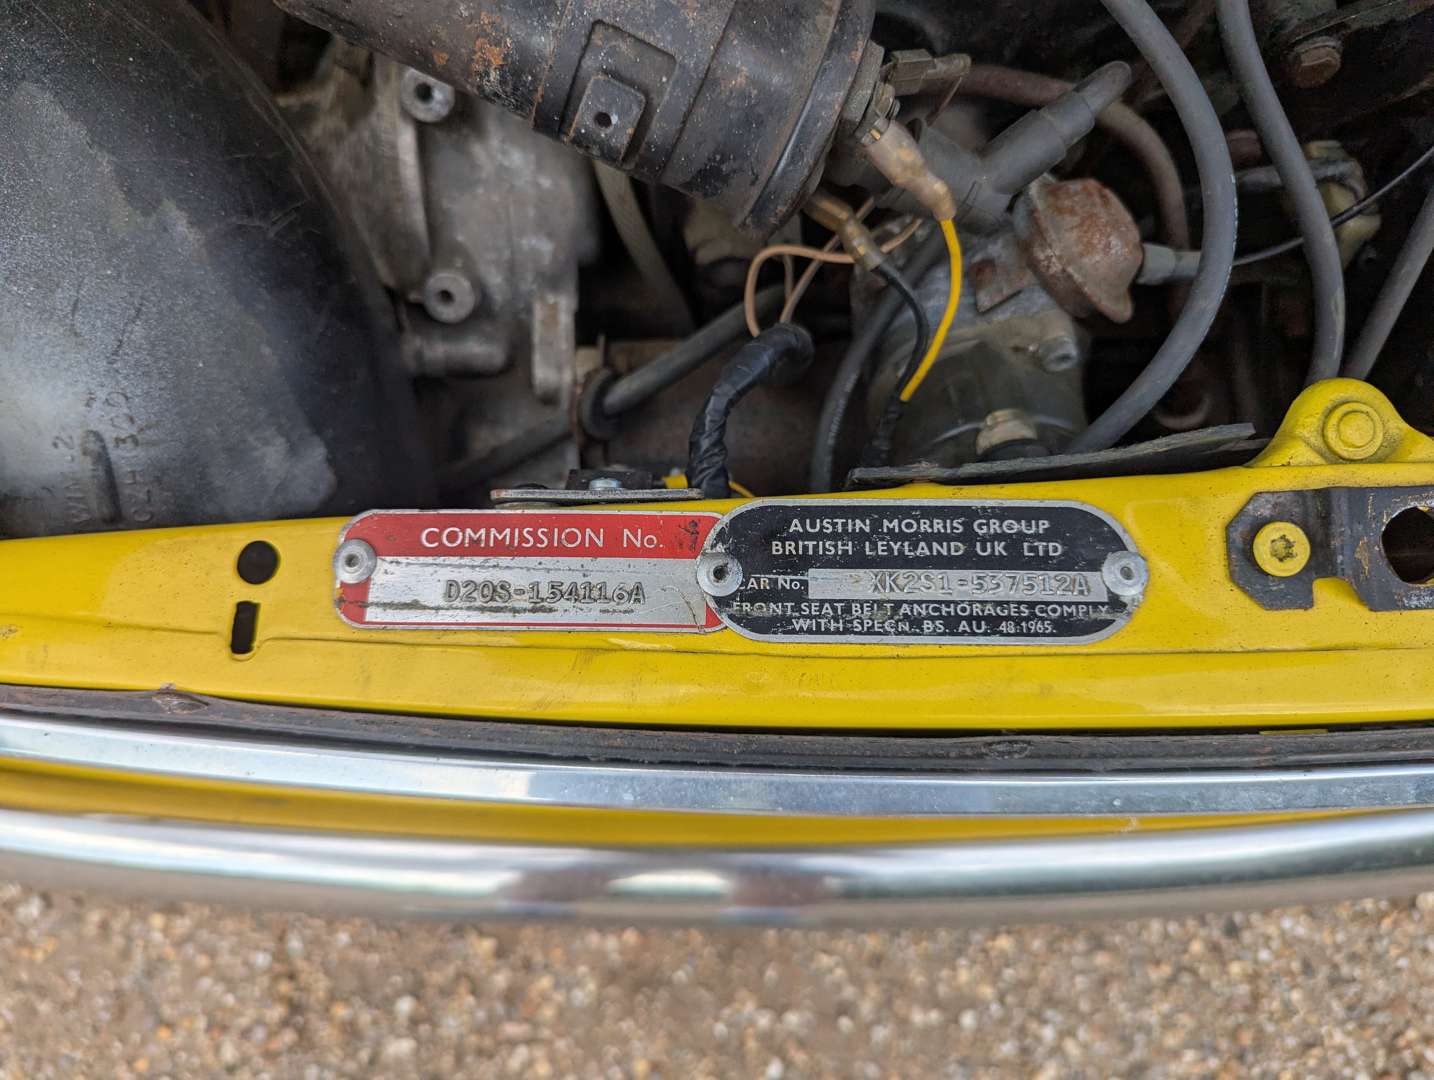 COMMISSION No.
D20S-154116A
AUSTIN MORRIS GROUP
BRITISH LEYLAND UK LTD
CAR No. XK2S1-537512A
FRONT SEAT BELT ANCHORAGES COMPLY
WITH SPECN. BS. AU. 48.1965.